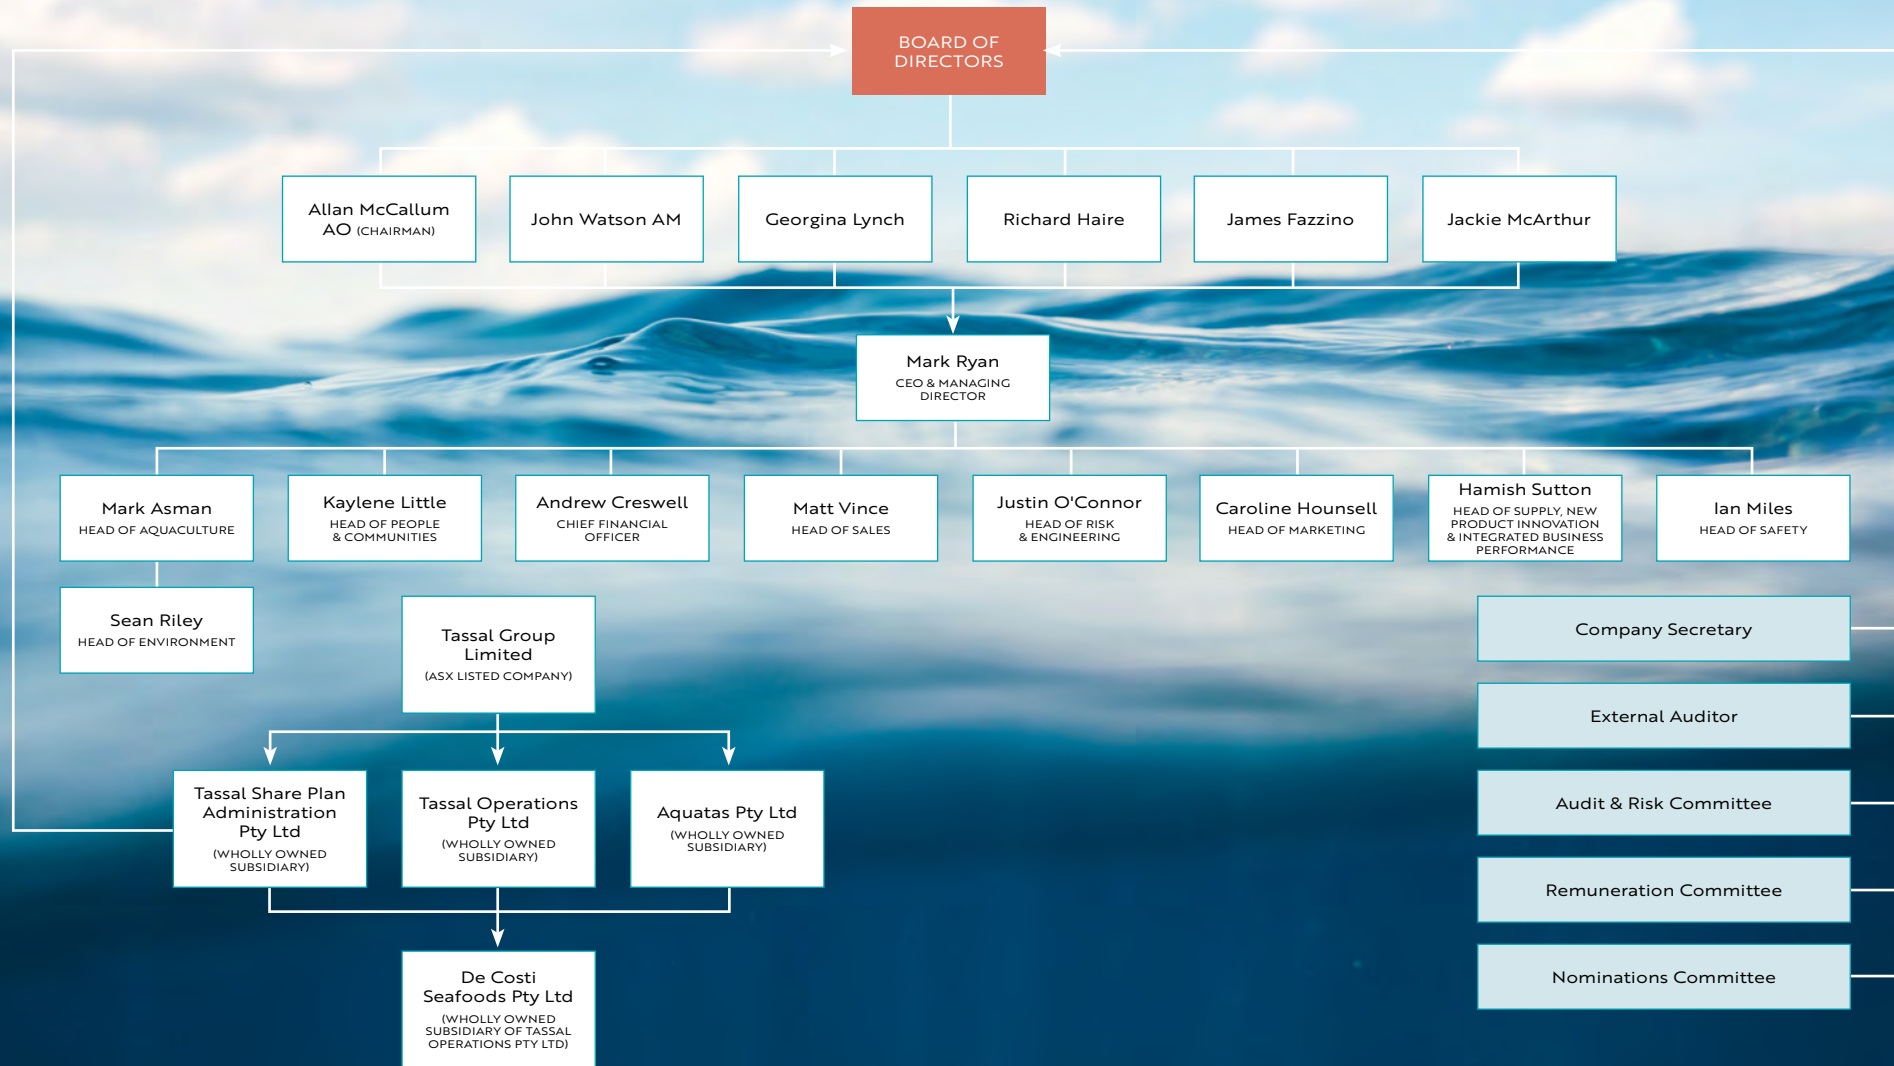 BOARD OF
DIRECTORS
Allan McCallum
AO (CHAIRMAN)
John Watson AM
Georgina Lynch
Richard Haire
James Fazzino
Jackie McArthur
Mark Ryan
CEO & MANAGING
DIRECTOR
Mark Asman
HEAD OF AQUACULTURE
Kaylene Little
HEAD OF PEOPLE
& COMMUNITIES
Andrew Creswell
CHIEF FINANCIAL
OFFICER
Matt Vince
HEAD OF SALES
Justin O'Connor
HEAD OF RISK
& ENGINEERING
Caroline Hounsell
HEAD OF MARKETING
Hamish Sutton
HEAD OF SUPPLY, NEW
PRODUCT INNOVATION
& INTEGRATED BUSINESS
PERFORMANCE
Ian Miles
HEAD OF SAFETY
Sean Riley
HEAD OF ENVIRONMENT
Tassal Group
Limited
(ASX LISTED COMPANY)
Tassal Share Plan
Administration
Pty Ltd
(WHOLLY OWNED
SUBSIDIARY)
Tassal Operations
Pty Ltd
(WHOLLY OWNED
SUBSIDIARY)
Aquatas Pty Ltd
(WHOLLY OWNED
SUBSIDIARY)
De Costi
Seafoods Pty Ltd
(WHOLLY OWNED
SUBSIDIARY OF TASSAL
OPERATIONS PTY LTD)
Company Secretary
External Auditor
Audit & Risk Committee
Remuneration Committee
Nominations Committee